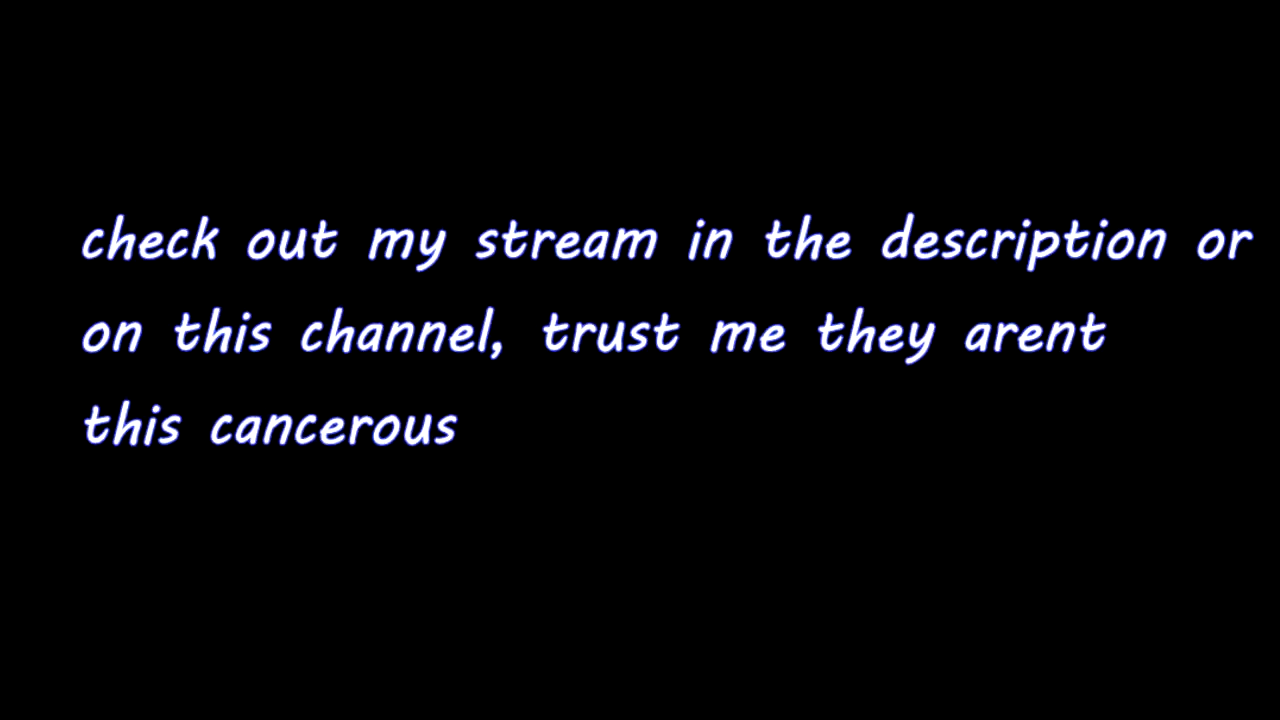 check out my stream in the description or
on this channel, trust me they arent
this cancerous